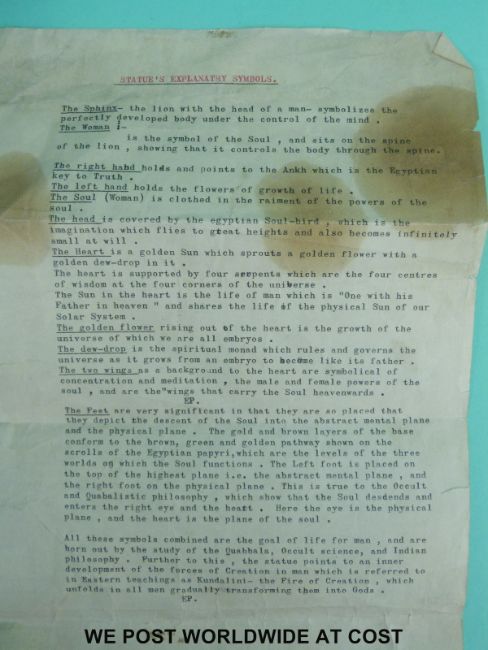 STATUE'S EXPLANATSY SYMBOLS.
The Sphinx- the lion with the head of a man- symbolizes the
perfectly developed body under the control of the mind .
The Woman :-
is the symbol of the Soul , and sits on the spine
of the lion , showing that it controls the body through the spine.
The right hand holds and points to the Ankh which is the Egyptian
key to Truth .
The left hand holds the flowers of growth of life .
The Soul (Woman) is clothed in the raiment of the powers of the
soul .
The head is covered by the egyptian Soul-bird , which is the
imagination which flies to great heights and also becomes infinitely
small at will .
The Heart is a golden Sun which sprouts a golden flower with a
golden dew-drop in it .
The heart is supported by four serpents which are the four centres
of wisdom at the four corners of the universe .
The Sun in the heart is the life of man which is "One with his
Father in heaven " and shares the life of the physical Sun of our
Solar System .
The golden flower rising out of the heart is the growth of the
universe of which we are all embryos .
The dew-drop is the spiritual monad which rules and governs the
universe as it grows from an embryo to become like its father .
The two wings as a background to the heart are symbolical of
concentration and meditation , the male and female powers of the
soul , and are the"wings that carry the Soul heavenwards .
EP.
The Feet are very significant in that they are so placed that
they depict the descent of the Soul into the abstract mental plane
and the physical plane . The gold and brown layers of the base
conform to the brown, green and golden pathway shown on the
scrolls of the Egyptian papyri,which are the levels of the three
worlds on which the Soul functions . The Left foot is placed on
the top of the highest plane i.e. the abstract mental plane , and
the right foot on the physical plane . This is true to the Occult
and Quabalistic philosophy , which show that the Soul desdends and
enters the right eye and the heart . Here the eye is the physical
plane , and the heart is the plane of the soul .
All these symbols combined are the goal of life for man , and are
born out by the study of the Quabbala, Occult science, and Indian
philosophy . Further to this , the statue points to an inner
development of the forces of Creation in man which is referred to
in Eastern teachings as Kundalini- the Fire of Creation , which
unfolds in all men gradually transforming them into Gods .
EP.
WE POST WORLDWIDE AT COST